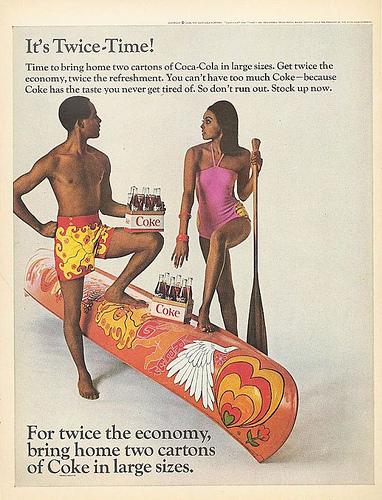 It's Twice-Time!
Time to bring home two cartons of Coca-Cola in large sizes. Get twice the
economy, twice the refreshment. You can't have too much Coke—because
Coke has the taste you never get tired of. So don't run out. Stock up now.
Coke
Coke
For twice the economy,
bring home two cartons
of Coke in large sizes.